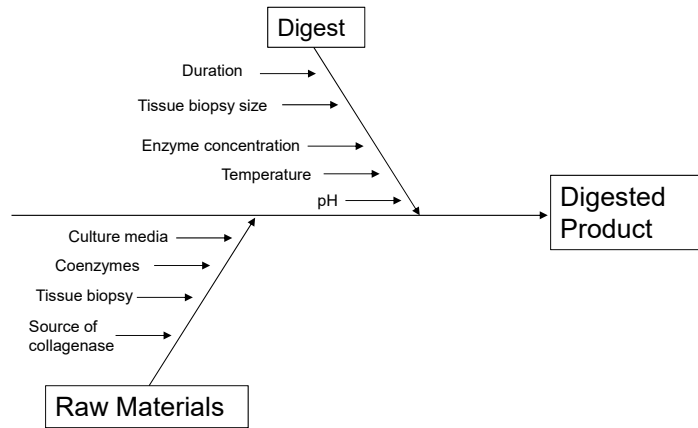 Digest
Duration
Tissue biopsy size
Enzyme concentration
Temperature
pH
Digested
Product
Culture media
Coenzymes
Tissue biopsy
Source of
collagenase
Raw Materials